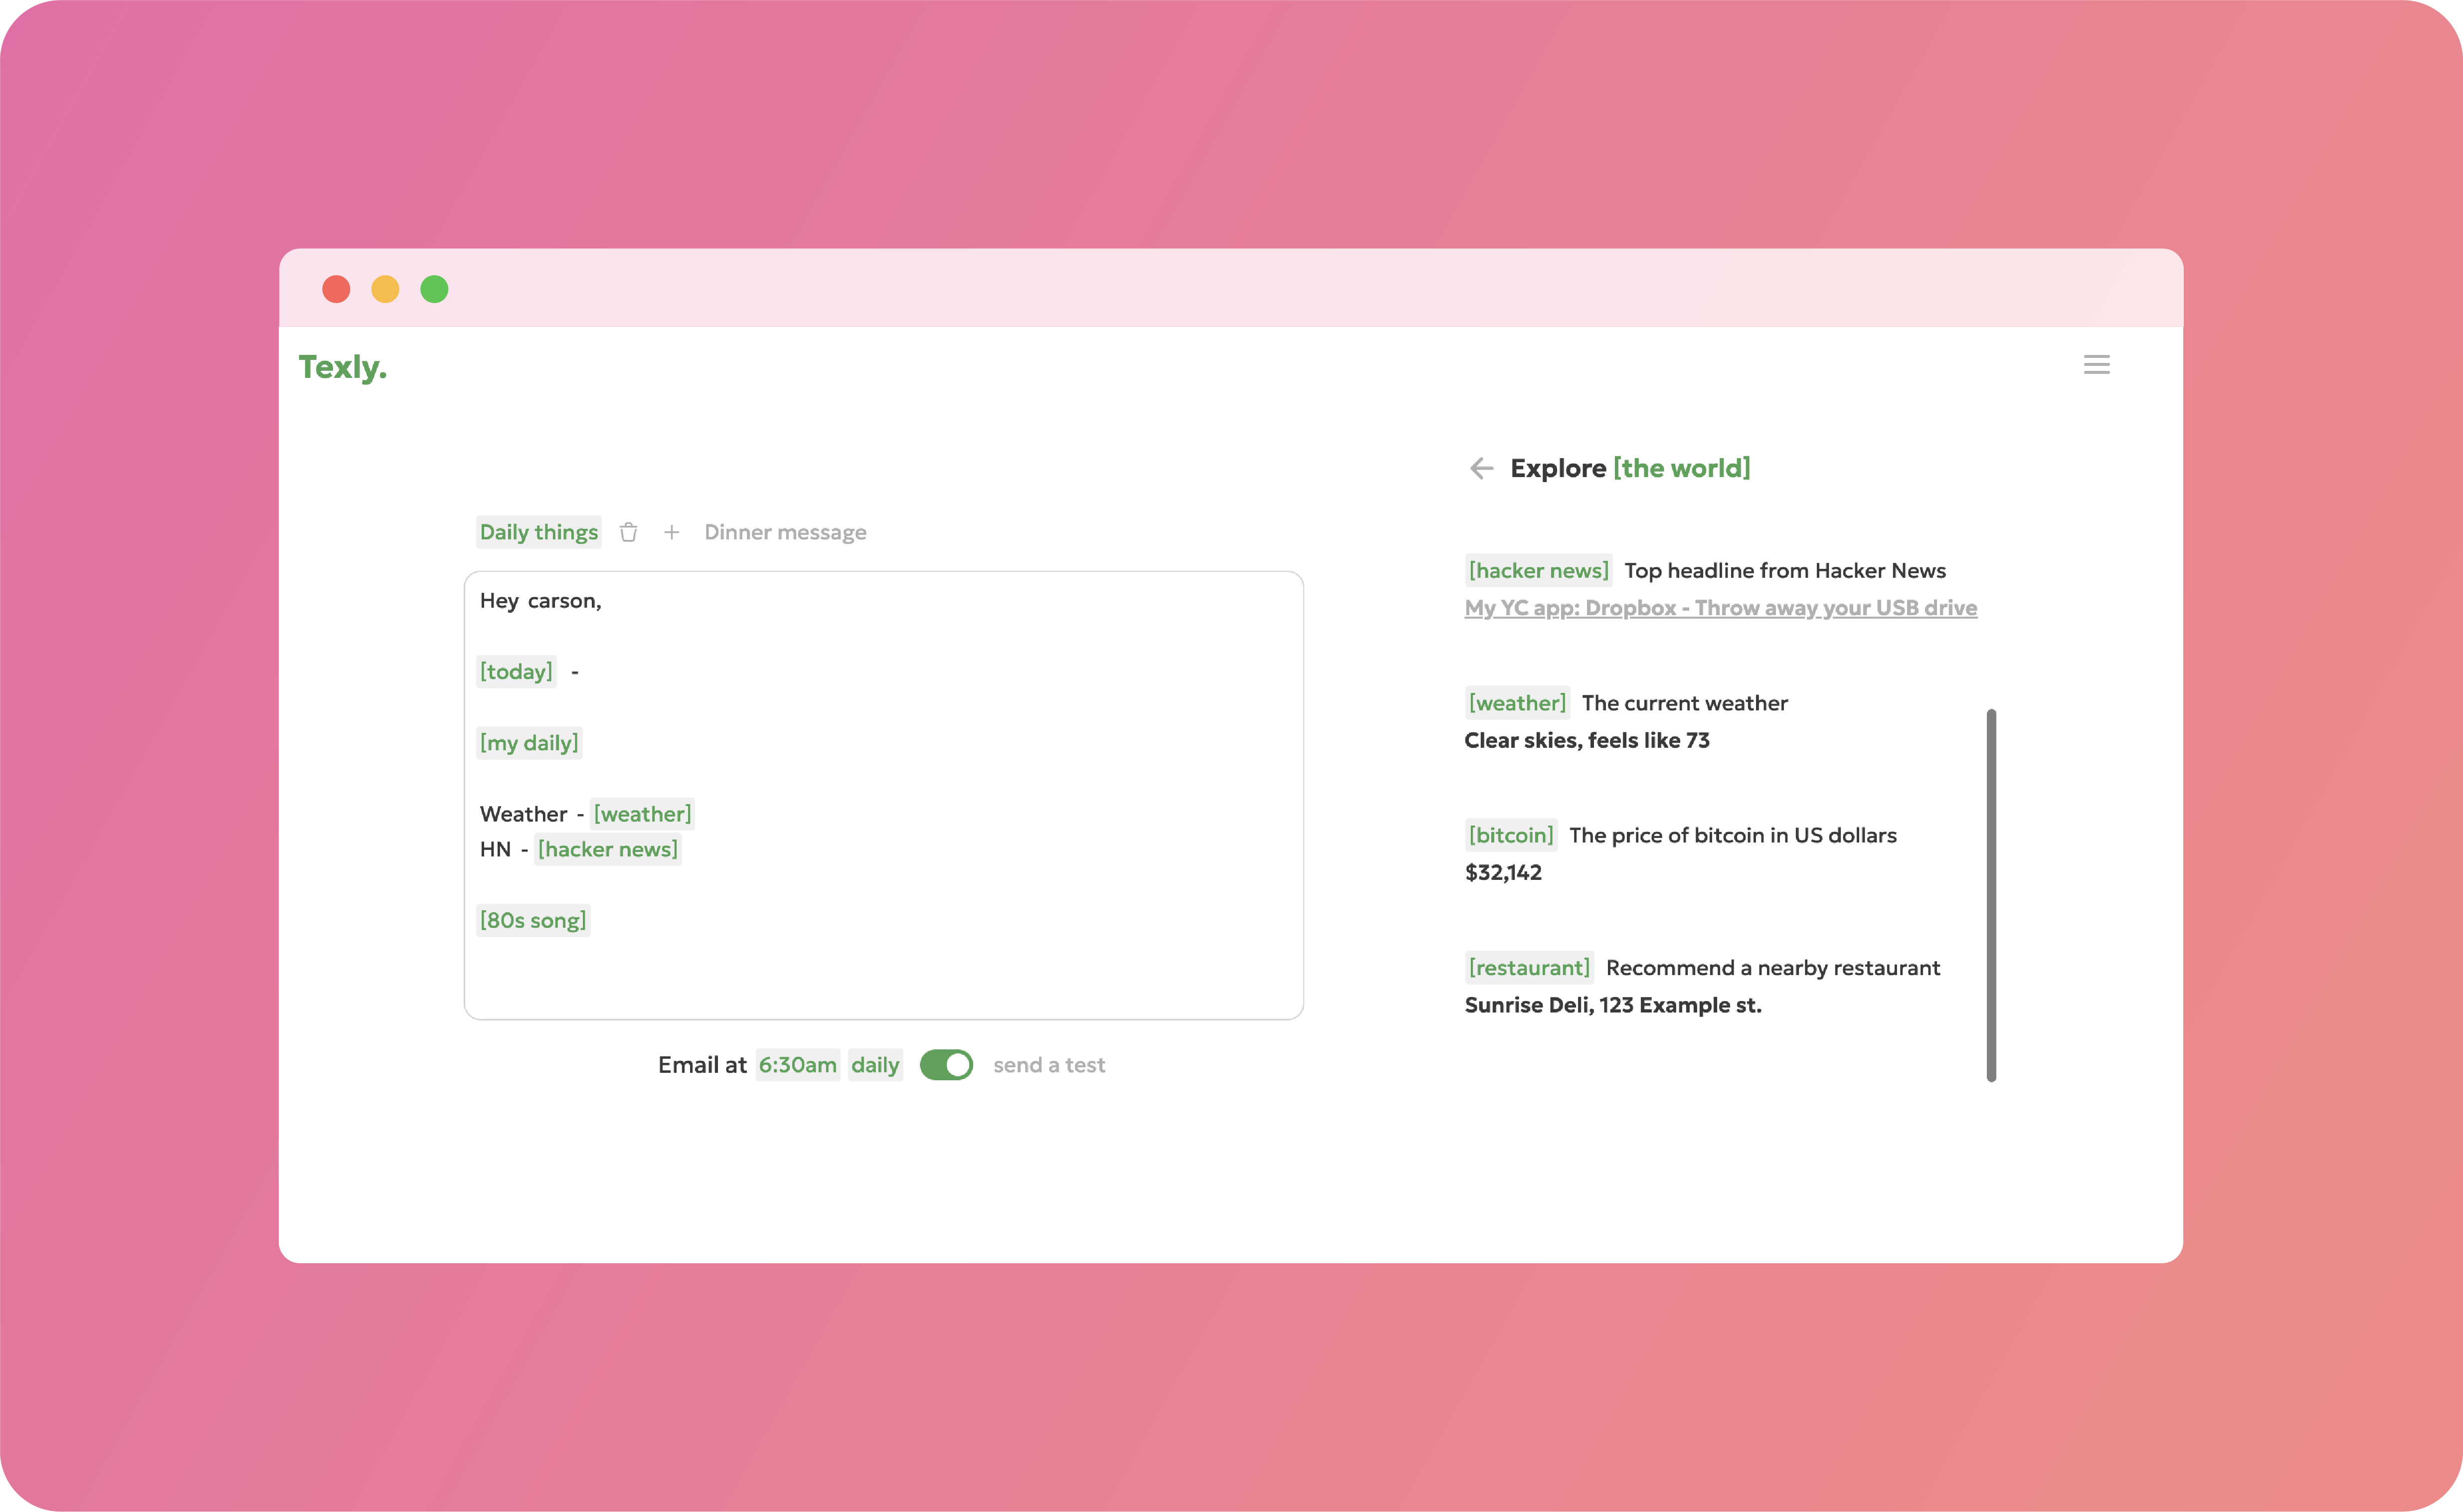 Texly.
Daily things + Dinner message
Hey carson,
[today] -
[my daily]
Weather - [weather]
HN - [hacker news]
[80s song]
Email at 6:30am daily send a test
Explore [the world]
[hacker news] Top headline from Hacker News
My YC app: Dropbox - Throw away your USB drive
[weather] The current weather
Clear skies, feels like 73
[bitcoin] The price of bitcoin in US dollars
$32,142
[restaurant] Recommend a nearby restaurant
Sunrise Deli, 123 Example st.